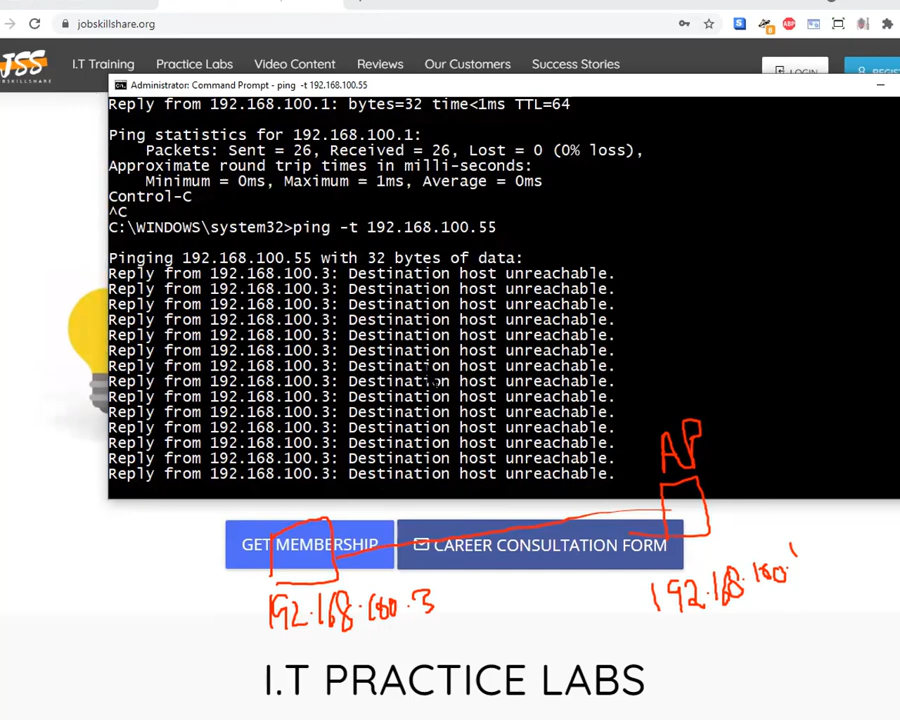 jobskillshare.org
JSS
I.T Training
Practice Labs
Video Content
Reviews
Our Customers
Success Stories
LOGIN
Administrator: Command Prompt - ping -t 192.168.100.55
Reply from 192.168.100.1: bytes=32 time<1ms TTL=64
Ping statistics for 192.168.100.1:
Packets: Sent = 26, Received = 26, Lost = 0 (0% loss),
Approximate round trip times in milli-seconds:
Minimum = 0ms, Maximum = 1ms, Average = 0ms
Control-C
^C
C:\WINDOWS\system32>ping -t 192.168.100.55
Pinging 192.168.100.55 with 32 bytes of data:
Reply from 192.168.100.3: Destination host unreachable.
Reply from 192.168.100.3: Destination host unreachable.
Reply from 192.168.100.3: Destination host unreachable.
Reply from 192.168.100.3: Destination host unreachable.
Reply from 192.168.100.3: Destination host unreachable.
Reply from 192.168.100.3: Destination host unreachable.
Reply from 192.168.100.3: Destination host unreachable.
Reply from 192.168.100.3: Destination host unreachable.
Reply from 192.168.100.3: Destination host unreachable.
Reply from 192.168.100.3: Destination host unreachable.
Reply from 192.168.100.3: Destination host unreachable.
Reply from 192.168.100.3: Destination host unreachable.
Reply from 192.168.100.3: Destination host unreachable.
Reply from 192.168.100.3: Destination host unreachable.
AP
GET MEMBERSHIP
CAREER CONSULTATION FORM
192.168.100.3
192.168.100.1
I.T PRACTICE LABS